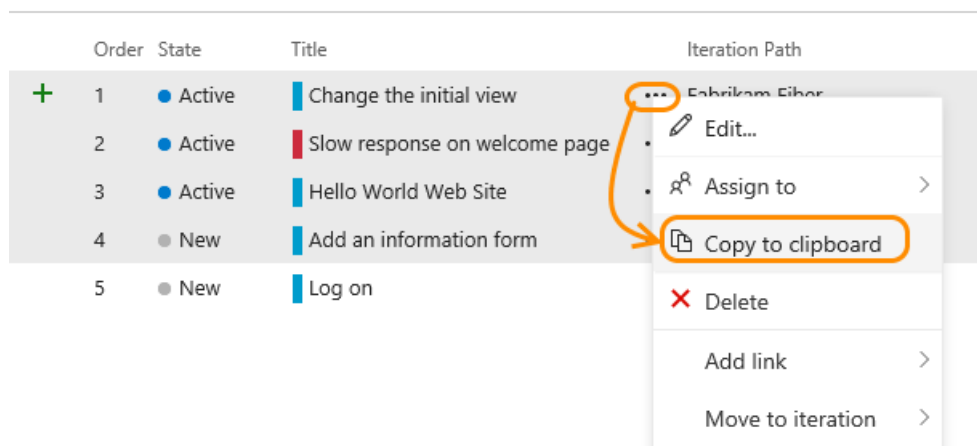 Order State Title Iteration Path
1 Active Change the initial view ••• Fabrikam Fiber
Edit...
2 Active Slow response on welcome page
3 Active Hello World Web Site
Assign to
4 New Add an information form
Copy to clipboard
5 New Log on
Delete
Add link
Move to iteration